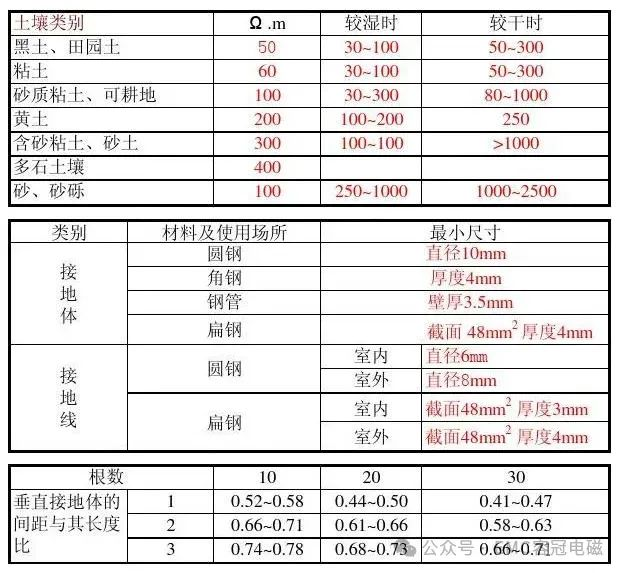 土壤类别 Ω.m 较湿时 较干时
黑土、田园土 50 30~100 50~300
粘土 60 30~100 50~300
砂质粘土、可耕地 100 30~300 80~1000
黄土 200 100~200 250
含砂粘土、砂土 300 100~100 >1000
多石土壤 400
砂、砂砾 100 250~1000 1000~2500
类别 材料及使用场所 最小尺寸
接地体 圆钢 直径10mm
角钢 厚度4mm
钢管 壁厚3.5mm
扁钢 截面 48mm² 厚度4mm
接地线 圆钢 室内 直径6mm
室外 直径8mm
扁钢 室内 截面48mm² 厚度3mm
室外 截面48mm² 厚度4mm
根数 10 20 30
垂直接地体的间距与其长度比 1 0.52~0.58 0.44~0.50 0.41~0.47
2 0.66~0.71 0.61~0.66 0.58~0.63
3 0.74~0.78 0.68~0.73 0.66~0.71
公众号
冠电磁